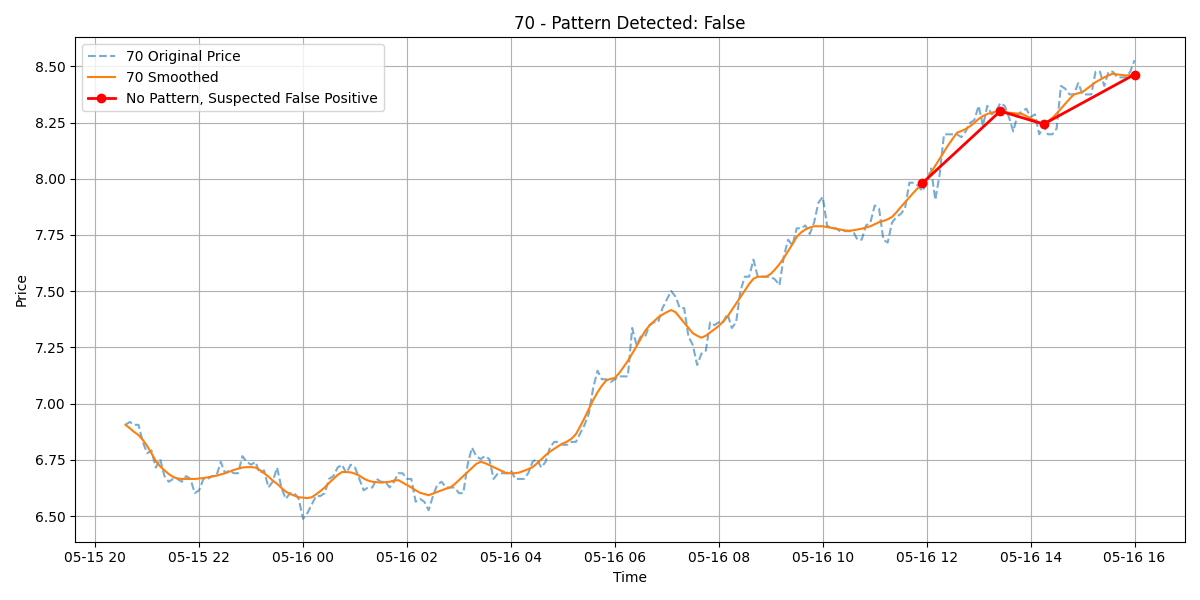 70 - Pattern Detected: False
70 Original Price
70 Smoothed
No Pattern, Suspected False Positive
Price
8.50
8.25
8.00
7.75
7.50
7.25
7.00
6.75
6.50
05-15 20 05-15 22 05-16 00 05-16 02 05-16 04 05-16 06 05-16 08 05-16 10 05-16 12 05-16 14 05-16 16
Time